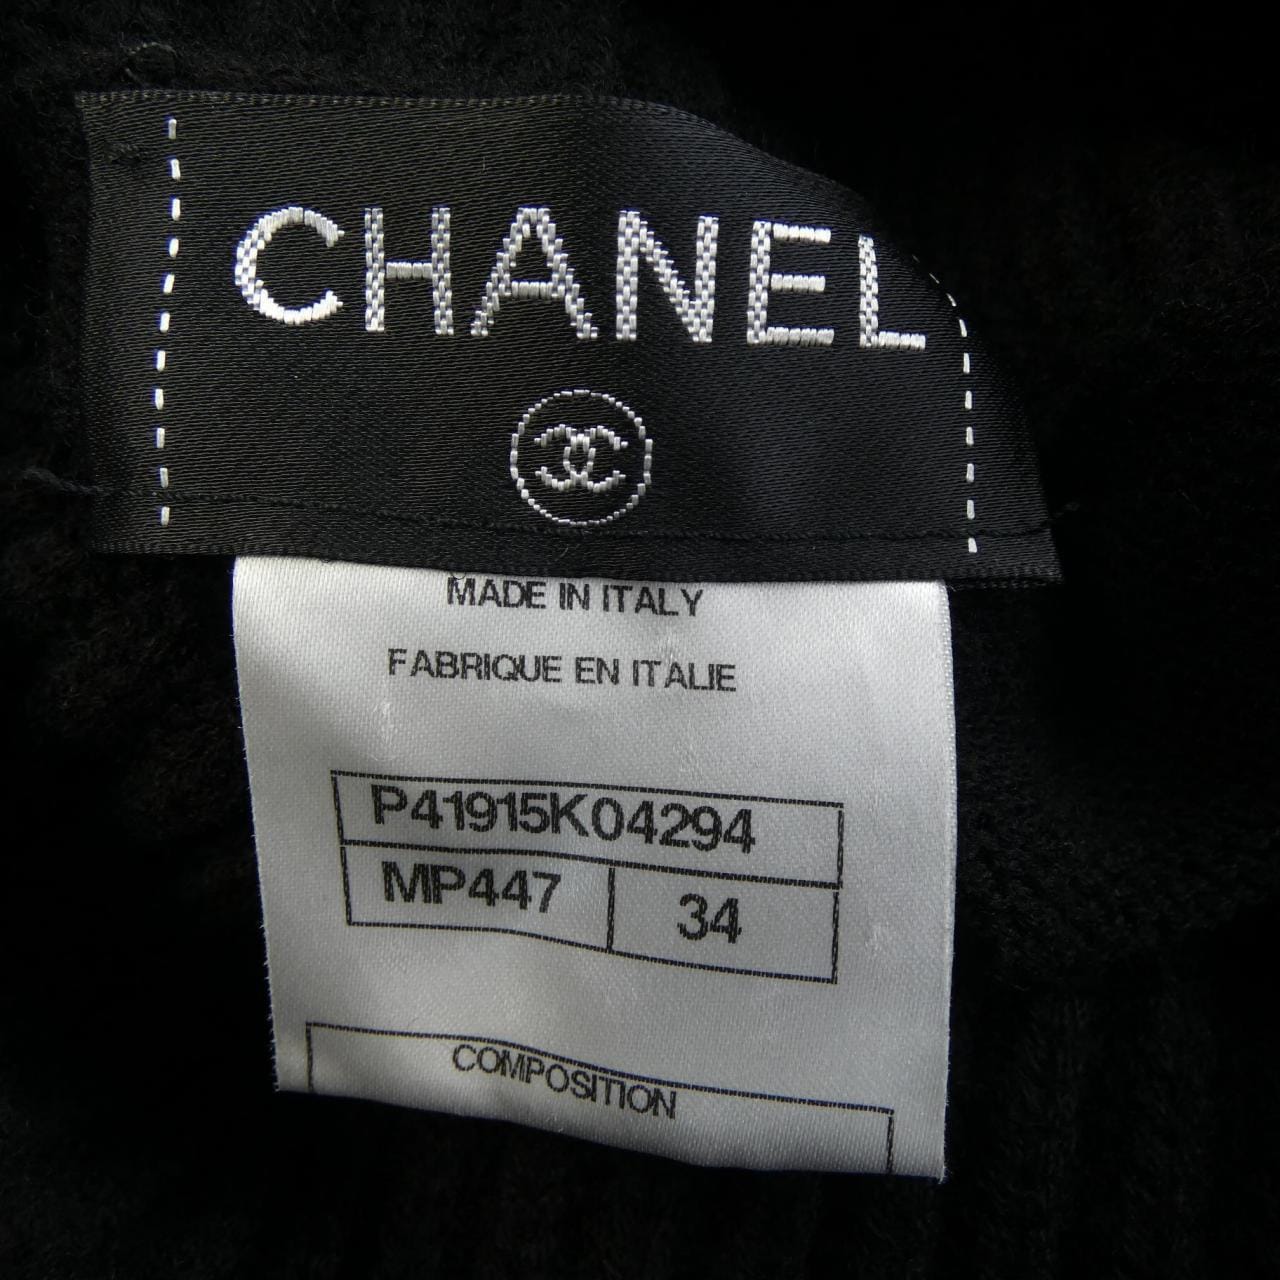 CHANEL
MADE IN ITALY
FABRIQUE EN ITALIE
P41915K04294
MP447 34
COMPOSITION